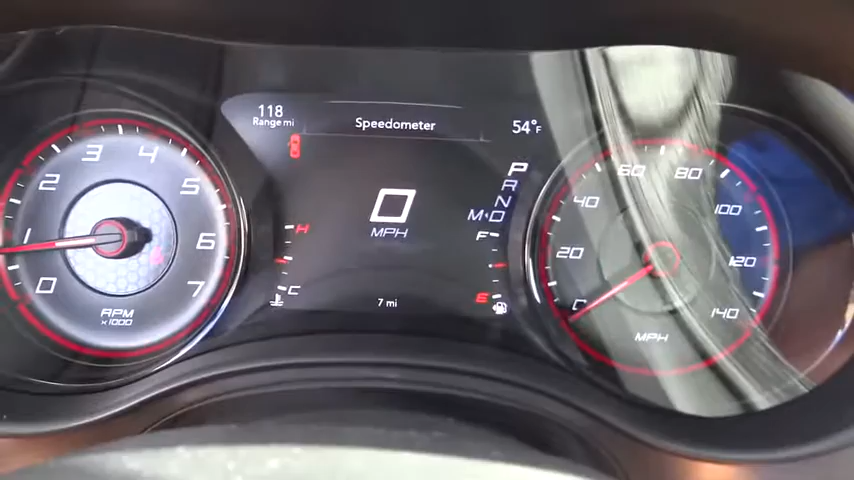 118
Range mi
Speedometer
54°F
0 1 2 3 4 5 6 7
RPM
x1000
H
C
0
MPH
7 mi
P
R
N
M D
F
E
20 40 60 80 100 120 140
MPH